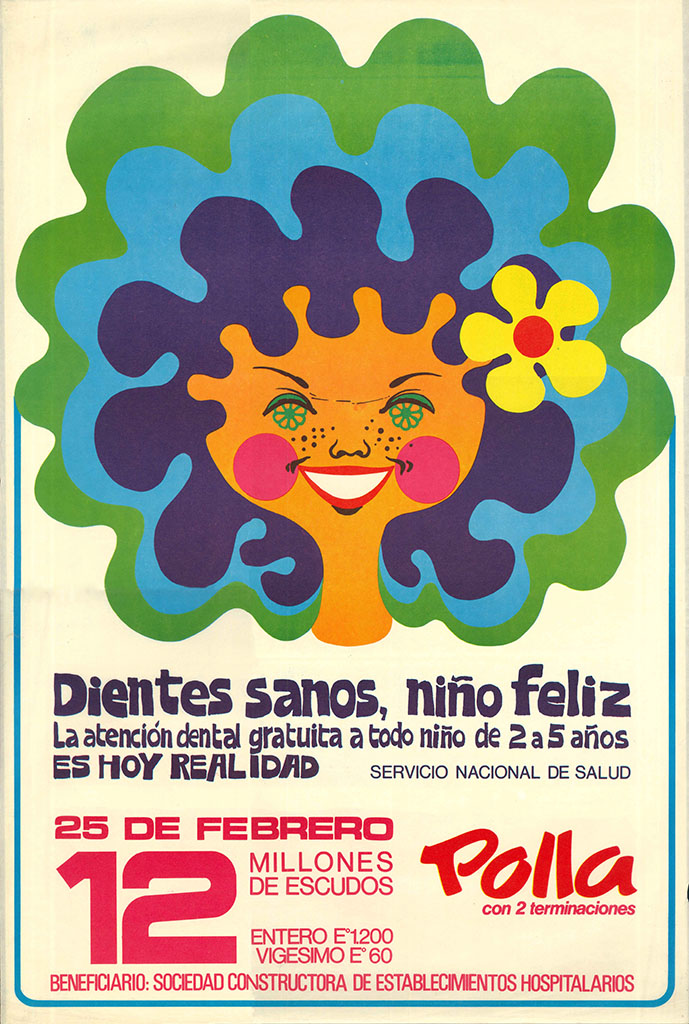 Dientes sanos, niño feliz
La atención dental gratuita a todo niño de 2 a 5 años
ES HOY REALIDAD
SERVICIO NACIONAL DE SALUD
25 DE FEBRERO
12
MILLONES
DE ESCUDOS
ENTERO E°1200
VIGESIMO E° 60
Polla
con 2 terminaciones
BENEFICIARIO: SOCIEDAD CONSTRUCTORA DE ESTABLECIMIENTOS HOSPITALARIOS